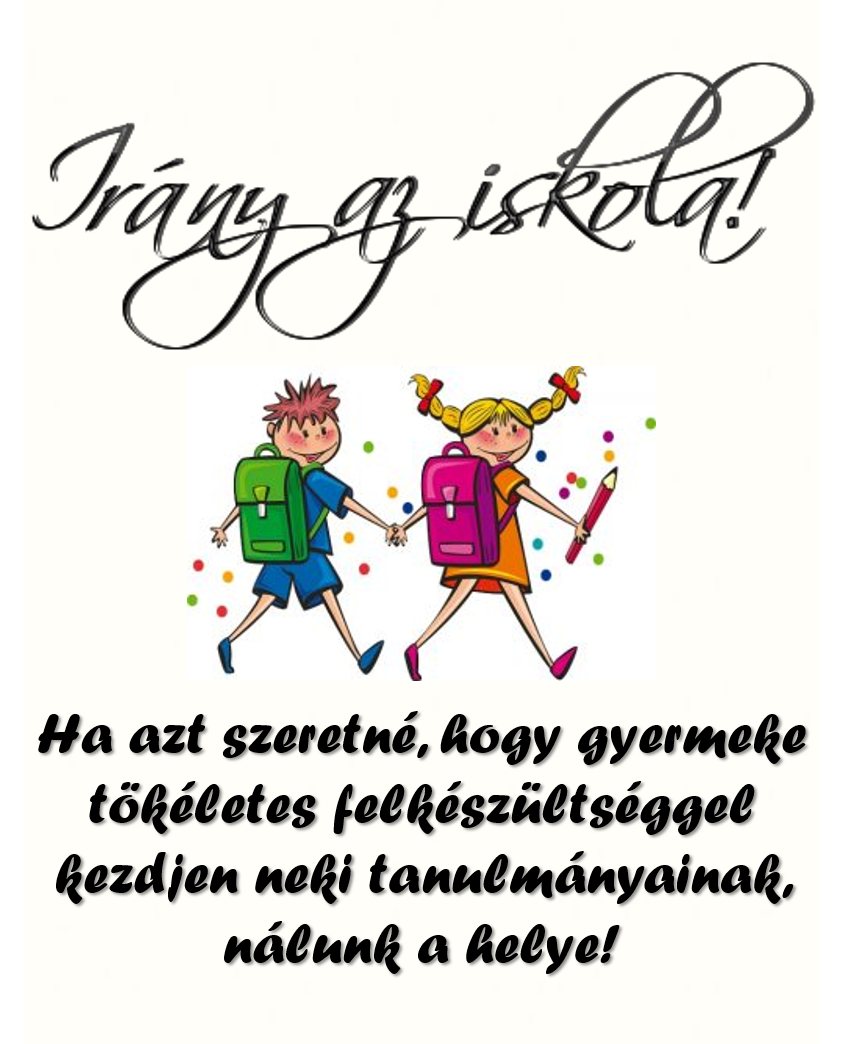 Irány az iskola!
Ha azt szeretné, hogy gyermeke
tökéletes felkészültséggel
kezdjen neki tanulmányainak,
nálunk a helye!